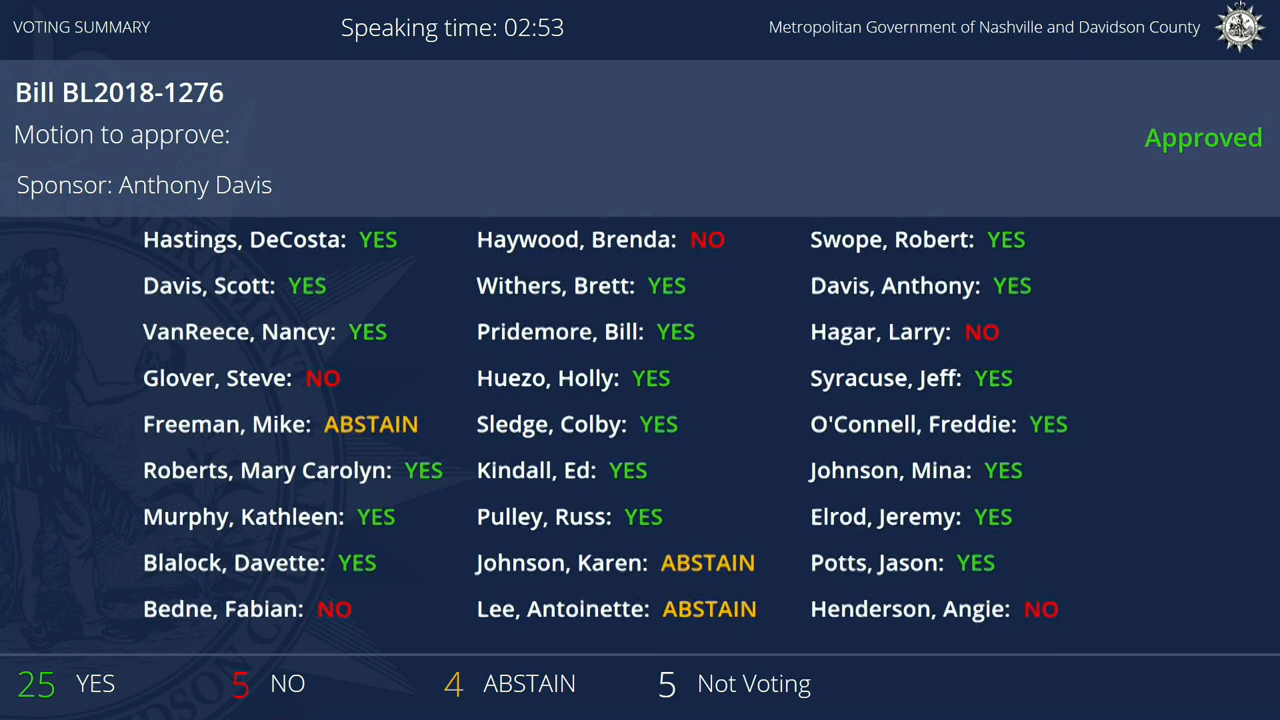 VOTING SUMMARY
Speaking time: 02:53
Metropolitan Government of Nashville and Davidson County
Bill BL2018-1276
Motion to approve:
Approved
Sponsor: Anthony Davis
Hastings, DeCosta: YES Haywood, Brenda: NO Swope, Robert: YES
Davis, Scott: YES Withers, Brett: YES Davis, Anthony: YES
VanReece, Nancy: YES Pridemore, Bill: YES Hagar, Larry: NO
Glover, Steve: NO Huezo, Holly: YES Syracuse, Jeff: YES
Freeman, Mike: ABSTAIN Sledge, Colby: YES O'Connell, Freddie: YES
Roberts, Mary Carolyn: YES Kindall, Ed: YES Johnson, Mina: YES
Murphy, Kathleen: YES Pulley, Russ: YES Elrod, Jeremy: YES
Blalock, Davette: YES Johnson, Karen: ABSTAIN Potts, Jason: YES
Bedne, Fabian: NO Lee, Antoinette: ABSTAIN Henderson, Angie: NO
25 YES 5 NO 4 ABSTAIN 5 Not Voting